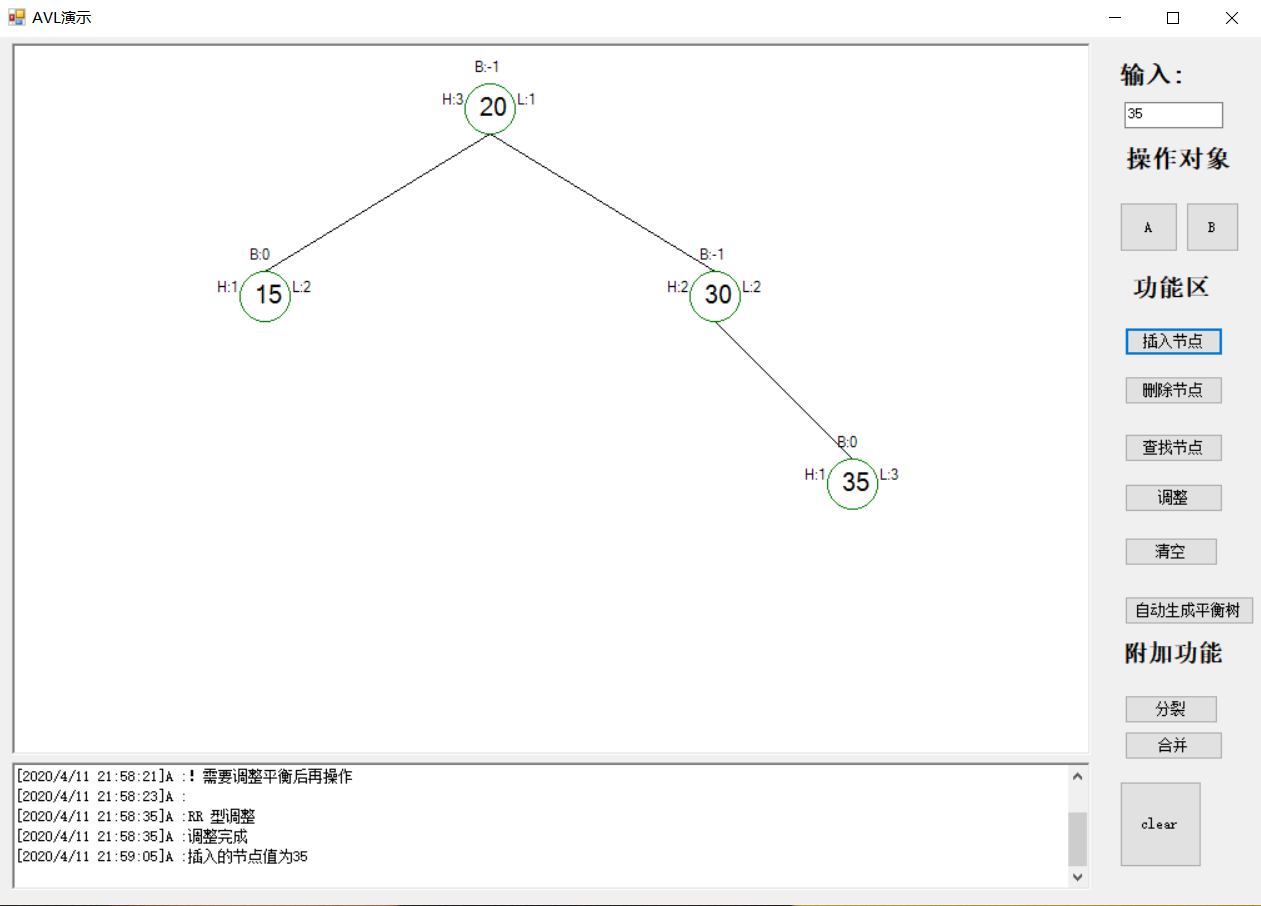 AVL演示
B:-1
H:3 20 L:1
B:0
H:1 15 L:2
B:-1
H:2 30 L:2
B:0
H:1 35 L:3
输入:
35
操作对象
A B
功能区
插入节点
删除节点
查找节点
调整
清空
自动生成平衡树
附加功能
分裂
合并
clear
[2020/4/11 21:58:21]A :! 需要调整平衡后再操作
[2020/4/11 21:58:23]A :
[2020/4/11 21:58:35]A :RR 型调整
[2020/4/11 21:58:35]A :调整完成
[2020/4/11 21:59:05]A :插入的节点值为35